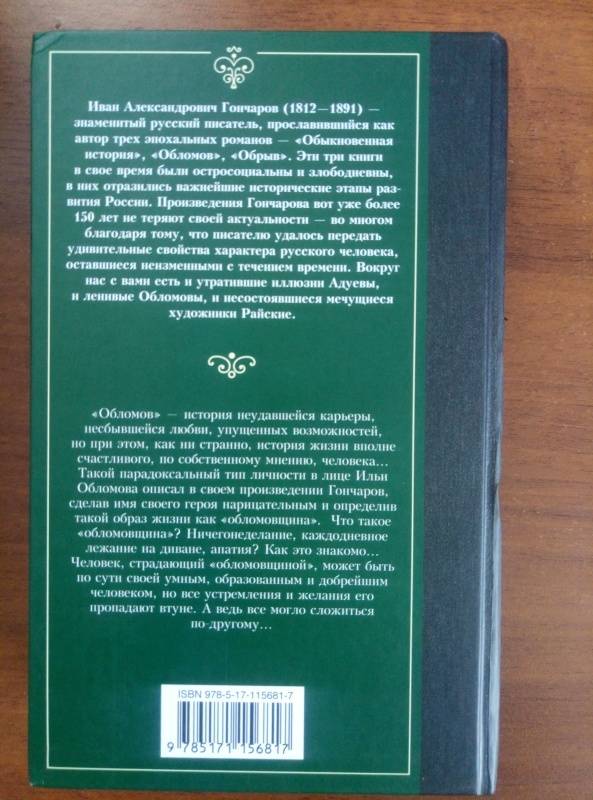 Иван Александрович Гончаров (1812—1891) —
знаменитый русский писатель, прославившийся как
автор трех эпохальных романов — «Обыкновенная
история», «Обломов», «Обрыв». Эти три книги
в свое время были остросоциальны и злободневны,
в них отразились важнейшие исторические этапы раз-
вития России. Произведения Гончарова вот уже более
150 лет не теряют своей актуальности — во многом
благодаря тому, что писателю удалось передать
удивительные свойства характера русского человека,
оставшиеся неизменными с течением времени. Вокруг
нас с вами есть и утратившие иллюзии Адуевы,
и ленивые Обломовы, и несостоявшиеся мечущиеся
художники Райские.
«Обломов» — история неудавшейся карьеры,
несбывшейся любви, упущенных возможностей,
но при этом, как ни странно, история жизни вполне
счастливого, по собственному мнению, человека...
Такой парадоксальный тип личности в лице Ильи
Обломова описал в своем произведении Гончаров,
сделав имя своего героя нарицательным и определив
такой образ жизни как «обломовщина». Что такое
«обломовщина»? Ничегонеделание, каждодневное
лежание на диване, апатия? Как это знакомо...
Человек, страдающий «обломовщиной», может быть
по сути своей умным, образованным и добрейшим
человеком, но все устремления и желания его
пропадают втуне. А ведь все могло сложиться
по-другому...
ISBN 978-5-17-115681-7
9 785171 156817